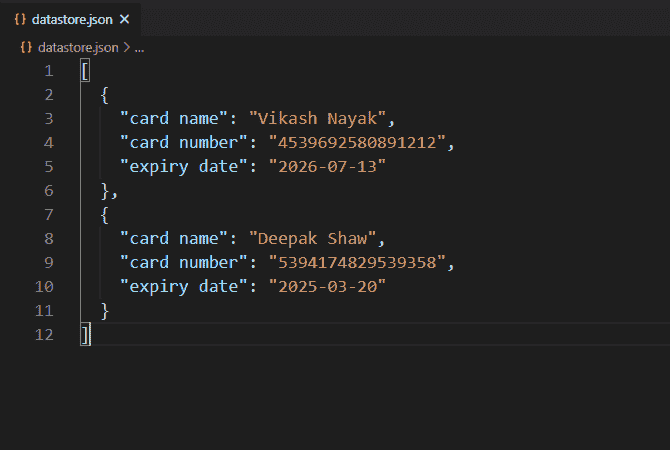 {} datastore.json ×
{} datastore.json > ...
1 [
2 {
3 "card name": "Vikash Nayak",
4 "card number": "4539692580891212",
5 "expiry date": "2026-07-13"
6 },
7 {
8 "card name": "Deepak Shaw",
9 "card number": "5394174829539358",
10 "expiry date": "2025-03-20"
11 }
12 ]